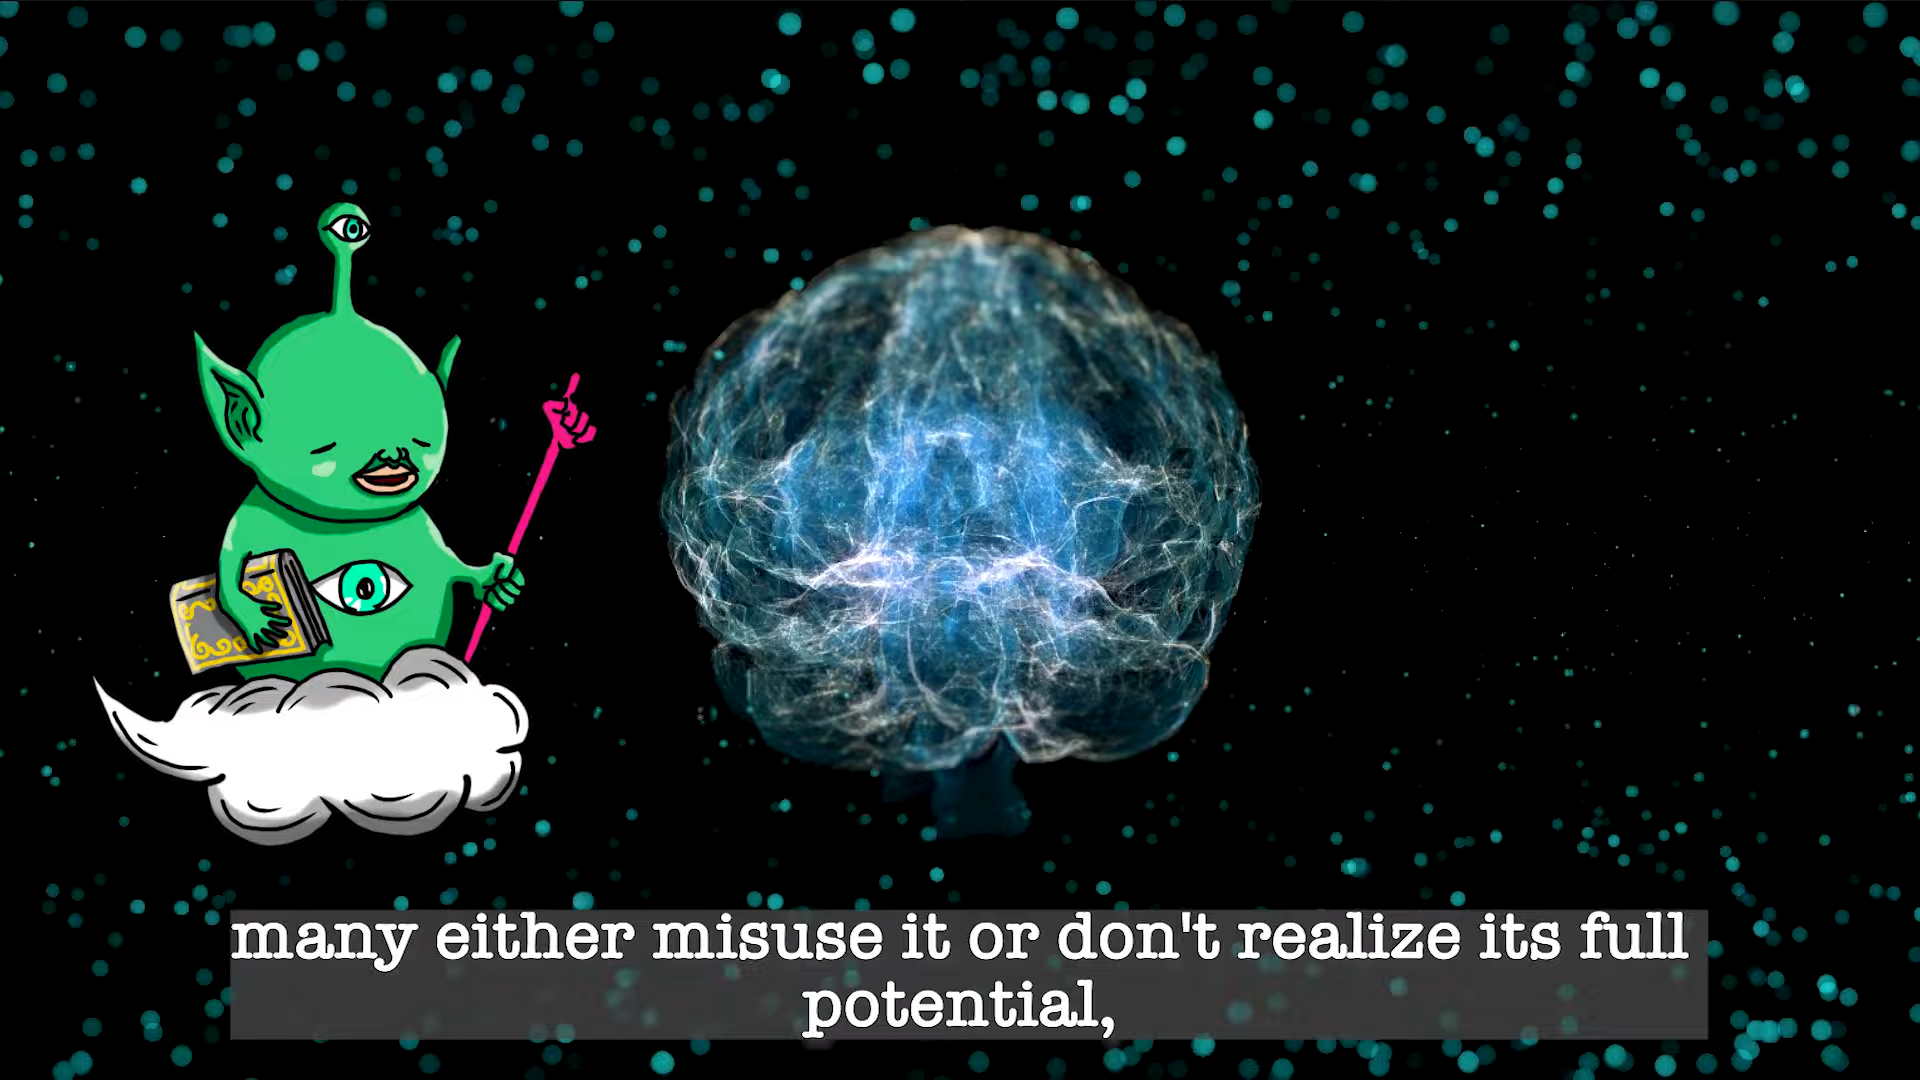 many either misuse it or don't realize its full
potential,